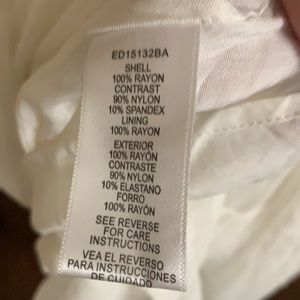 ED15132BA
SHELL
100% RAYON
CONTRAST
90% NYLON
10% SPANDEX
LINING
100% RAYON
EXTERIOR
100% RAYÓN
CONTRASTE
90% NYLON
10% ELASTANO
FORRO
100% RAYÓN
SEE REVERSE
FOR CARE
INSTRUCTIONS
VEA EL REVERSO
PARA INSTRUCCIONES
DE CUIDADO